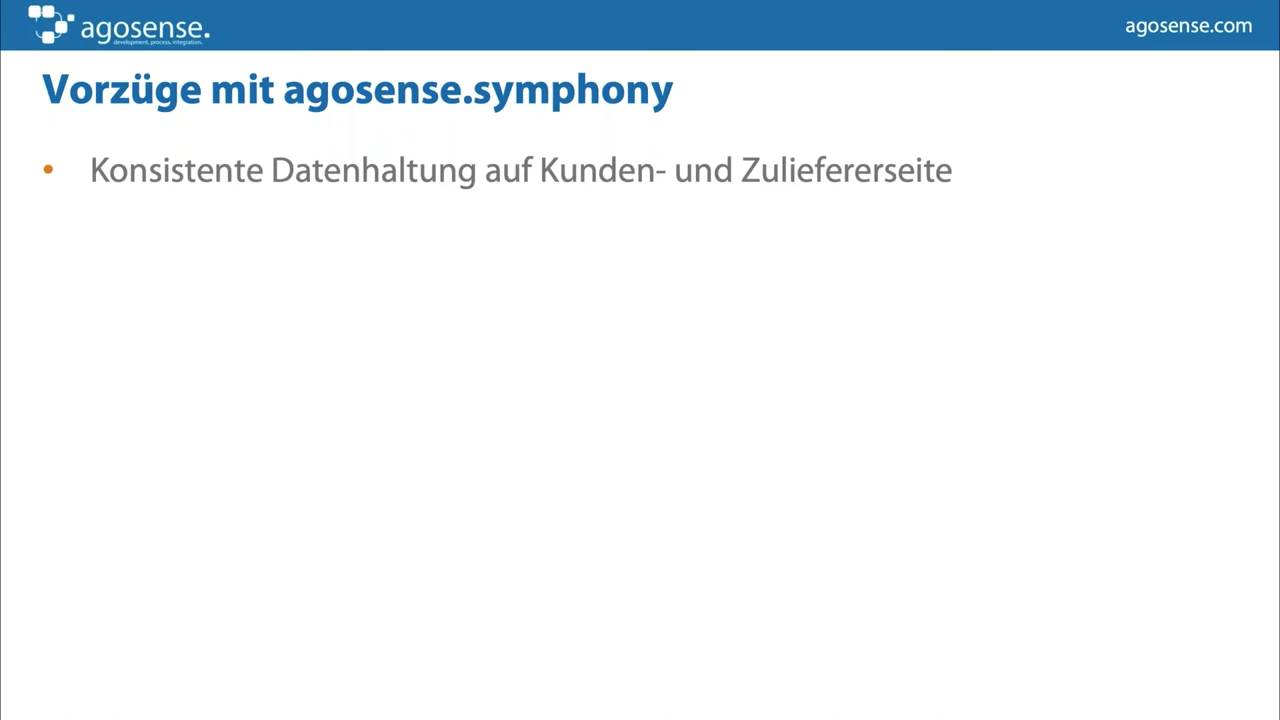 agosense.
development. process. integration.
agosense.com
Vorzüge mit agosense.symphony
• Konsistente Datenhaltung auf Kunden- und Zuliefererseite